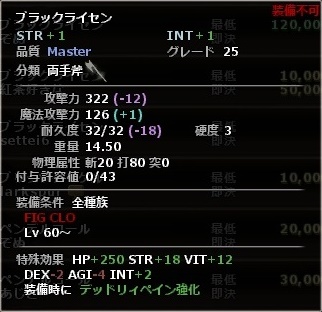 装備不可
ブラックライセン
STR +1 INT +1
品質 Master グレード 25
分類 両手斧
攻撃力 322 (-12)
魔法攻撃力 126 (+1)
耐久度 32/32 (-18) 硬度 3
重量 14.50
物理属性 斬20 打80 突0
付与許容値 0/43
装備条件 全種族
FIG CLO
Lv 60～
特殊効果 HP+250 STR+18 VIT+12
DEX-2 AGI-4 INT+2
装備時に テッドリィペイン強化